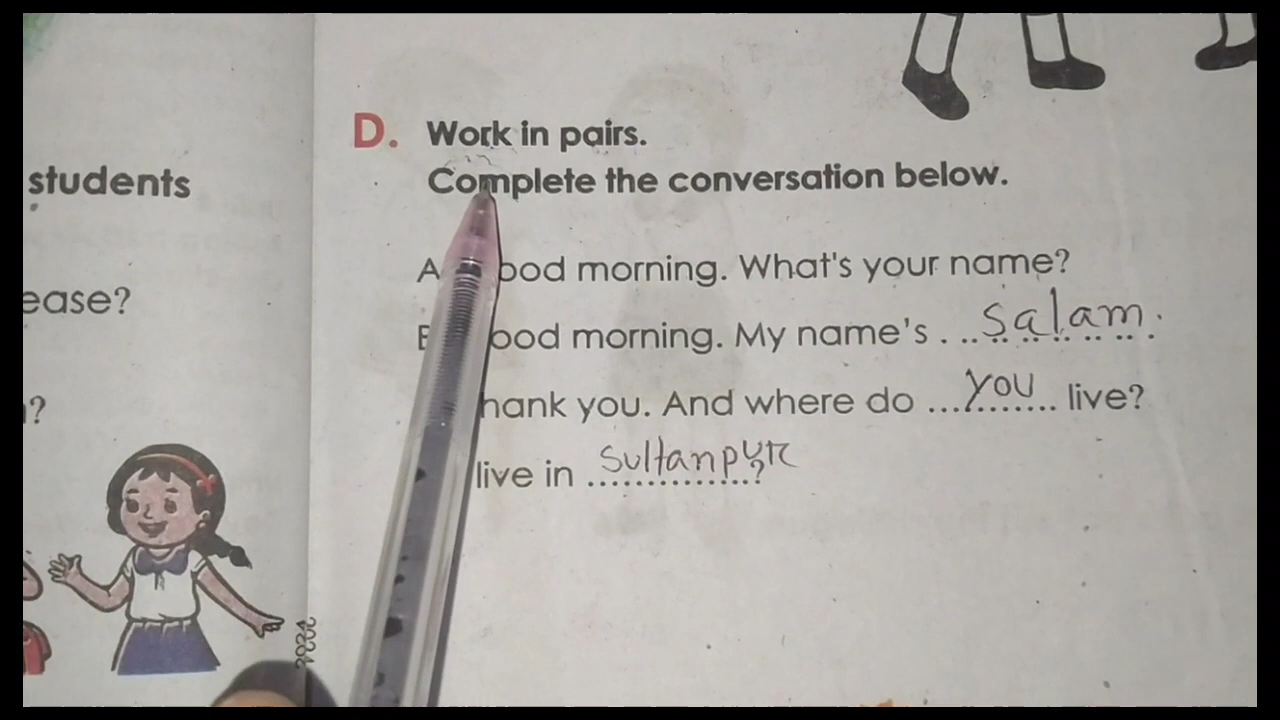 students
ease?
?
D. Work in pairs.
Complete the conversation below.
A ood morning. What's your name?
B ood morning. My name's ... salam.
hank you. And where do ... you ... live?
live in Sultanpur ?
2024